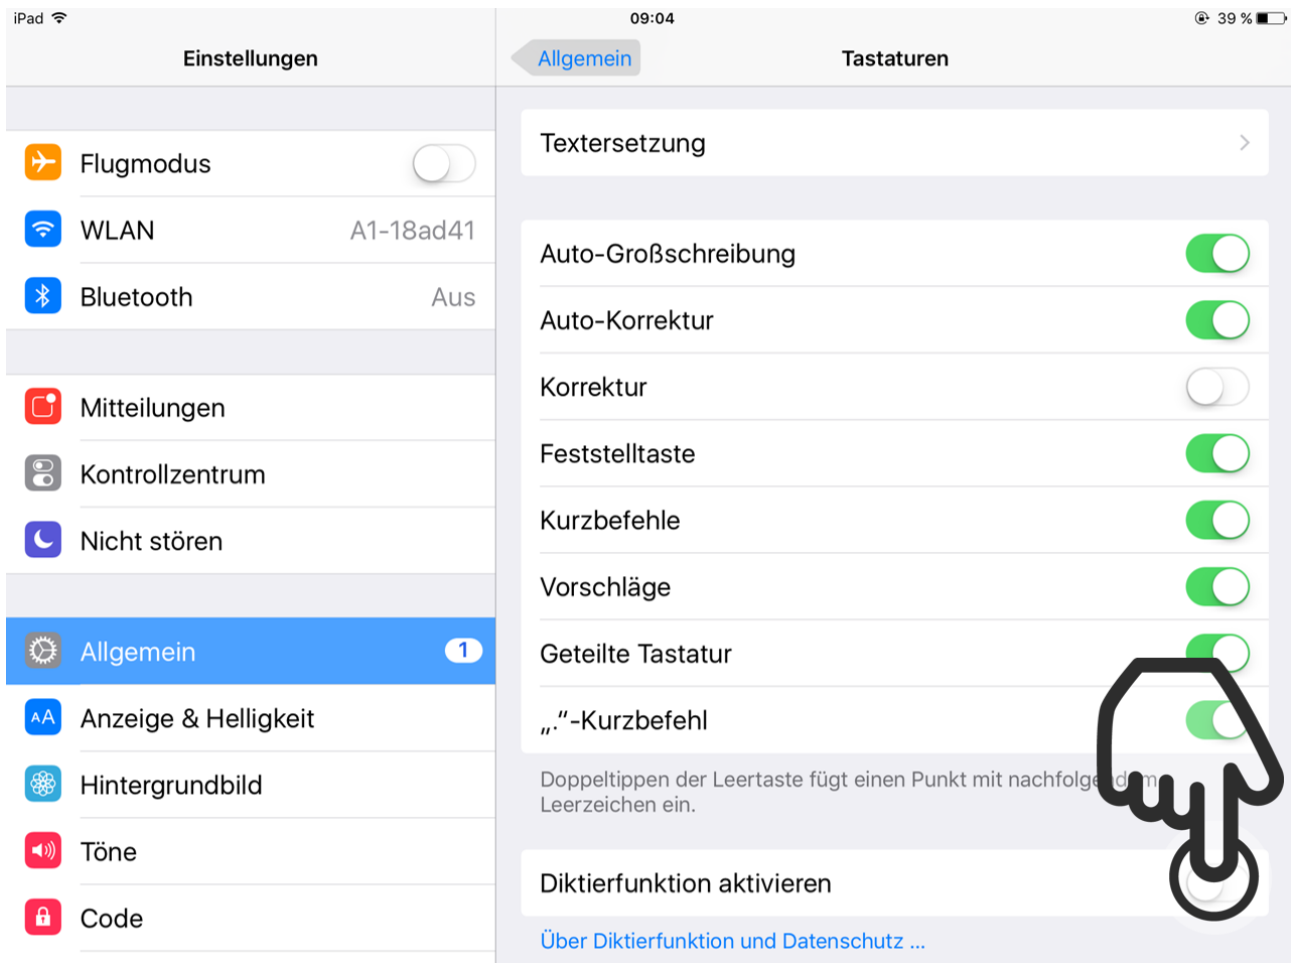 iPad 09:04 39 %
Einstellungen
Allgemein Tastaturen
Flugmodus
WLAN A1-18ad41
Bluetooth Aus
Mitteilungen
Kontrollzentrum
Nicht stören
Allgemein 1
AA Anzeige & Helligkeit
Hintergrundbild
Töne
Code
Textersetzung
Auto-Großschreibung
Auto-Korrektur
Korrektur
Feststelltaste
Kurzbefehle
Vorschläge
Geteilte Tastatur
„.“-Kurzbefehl
Doppeltippen der Leertaste fügt einen Punkt mit nachfolgendem
Leerzeichen ein.
Diktierfunktion aktivieren
Über Diktierfunktion und Datenschutz ...